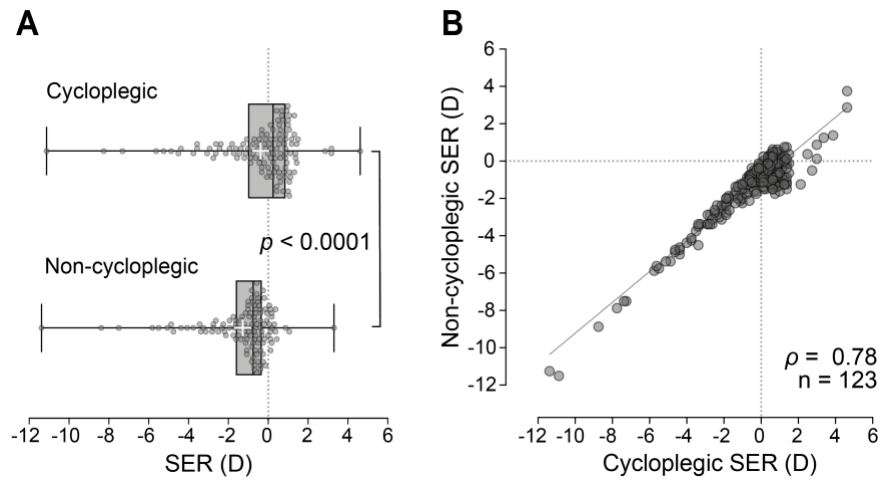 A
Cycloplegic
p < 0.0001
Non-cycloplegic
-12 -10 -8 -6 -4 -2 0 2 4 6
SER (D)
B
Non-cycloplegic SER (D)
6
4
2
0
-2
-4
-6
-8
-10
-12
ρ = 0.78
n = 123
-12 -10 -8 -6 -4 -2 0 2 4 6 8
Cycloplegic SER (D)